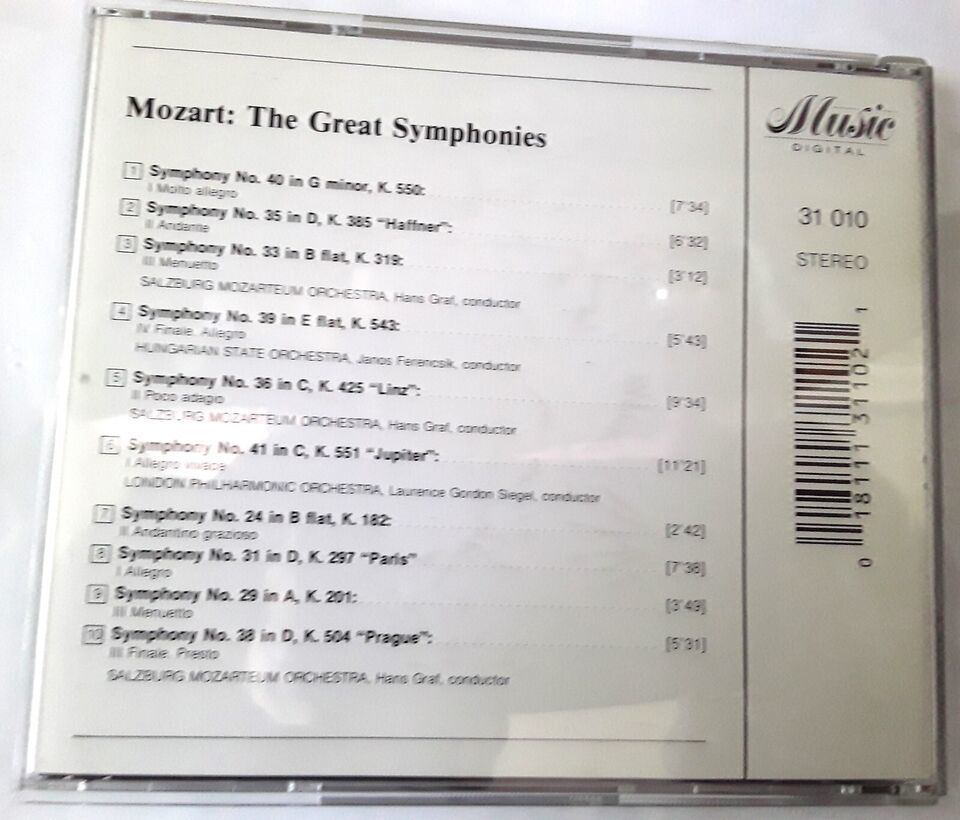 Mozart: The Great Symphonies
1 Symphony No. 40 in G minor, K. 550:
I Molto allegro [7'34]
2 Symphony No. 35 in D, K. 385 “Haffner”:
II Andante [6'32]
3 Symphony No. 33 in B flat, K. 319:
III Menuetto [3'12]
SALZBURG MOZARTEUM ORCHESTRA, Hans Graf, conductor
4 Symphony No. 39 in E flat, K. 543:
IV Finale. Allegro [5'43]
HUNGARIAN STATE ORCHESTRA, Janos Ferencsik, conductor
5 Symphony No. 36 in C, K. 425 “Linz”:
II Poco adagio [9'34]
SALZBURG MOZARTEUM ORCHESTRA, Hans Graf, conductor
6 Symphony No. 41 in C, K. 551 “Jupiter”:
I Allegro vivace [11'21]
LONDON PHILHARMONIC ORCHESTRA, Laurence Gordon Siegel, conductor
7 Symphony No. 24 in B flat, K. 182:
II Andantino grazioso [2'42]
8 Symphony No. 31 in D, K. 297 “Paris”
I Allegro [7'38]
9 Symphony No. 29 in A, K. 201:
III Menuetto [3'49]
10 Symphony No. 38 in D, K. 504 “Prague”:
III Finale. Presto [5'31]
SALZBURG MOZARTEUM ORCHESTRA, Hans Graf, conductor
Music
DIGITAL
31 010
STEREO
0 18111 31102 1